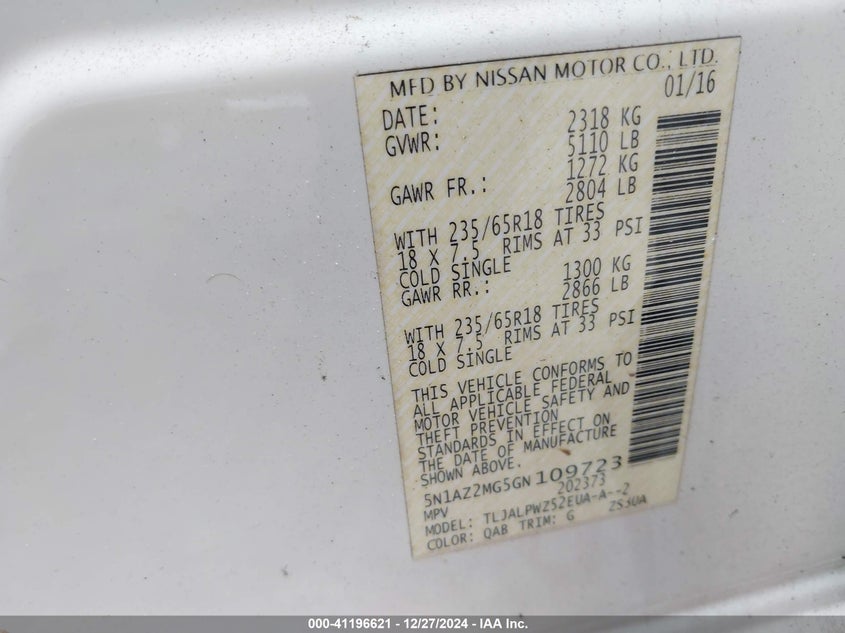 MFD BY NISSAN MOTOR CO., LTD.
DATE: 01/16
GVWR: 2318 KG
5110 LB
GAWR FR.: 1272 KG
2804 LB
WITH 235/65R18 TIRES
18 X 7.5 RIMS AT 33 PSI
COLD SINGLE
GAWR RR.: 1300 KG
2866 LB
WITH 235/65R18 TIRES
18 X 7.5 RIMS AT 33 PSI
COLD SINGLE
THIS VEHICLE CONFORMS TO
ALL APPLICABLE FEDERAL
MOTOR VEHICLE SAFETY AND
THEFT PREVENTION
STANDARDS IN EFFECT ON
THE DATE OF MANUFACTURE
SHOWN ABOVE.
5N1AZ2MG5GN109723
MPV 202373
MODEL: TLJALPWZ52EUA-A--2
COLOR: QAB TRIM: G 2S30A
000-41196621 - 12/27/2024 - IAA Inc.